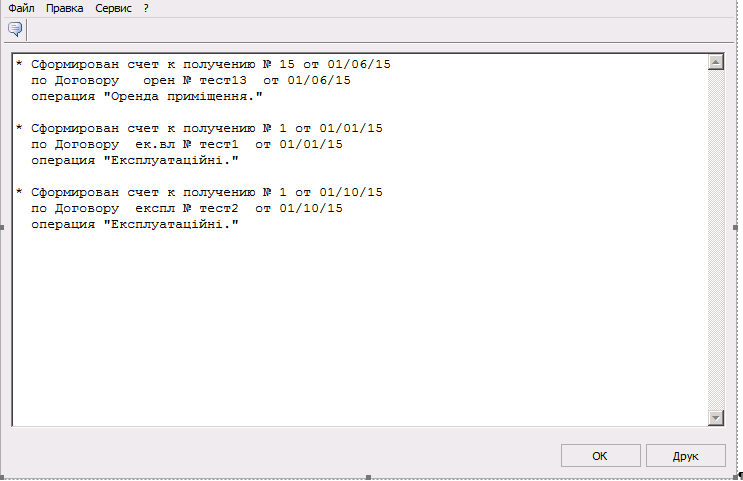 Файл Правка Сервис ?
* Сформирован счет к получению № 15 от 01/06/15
по Договору орен № тест13 от 01/06/15
операция "Оренда приміщення."
* Сформирован счет к получению № 1 от 01/01/15
по Договору ек.вл № тест1 от 01/01/15
операция "Експлуатаційні."
* Сформирован счет к получению № 1 от 01/10/15
по Договору експл № тест2 от 01/10/15
операция "Експлуатаційні."
ОК Друк
¶